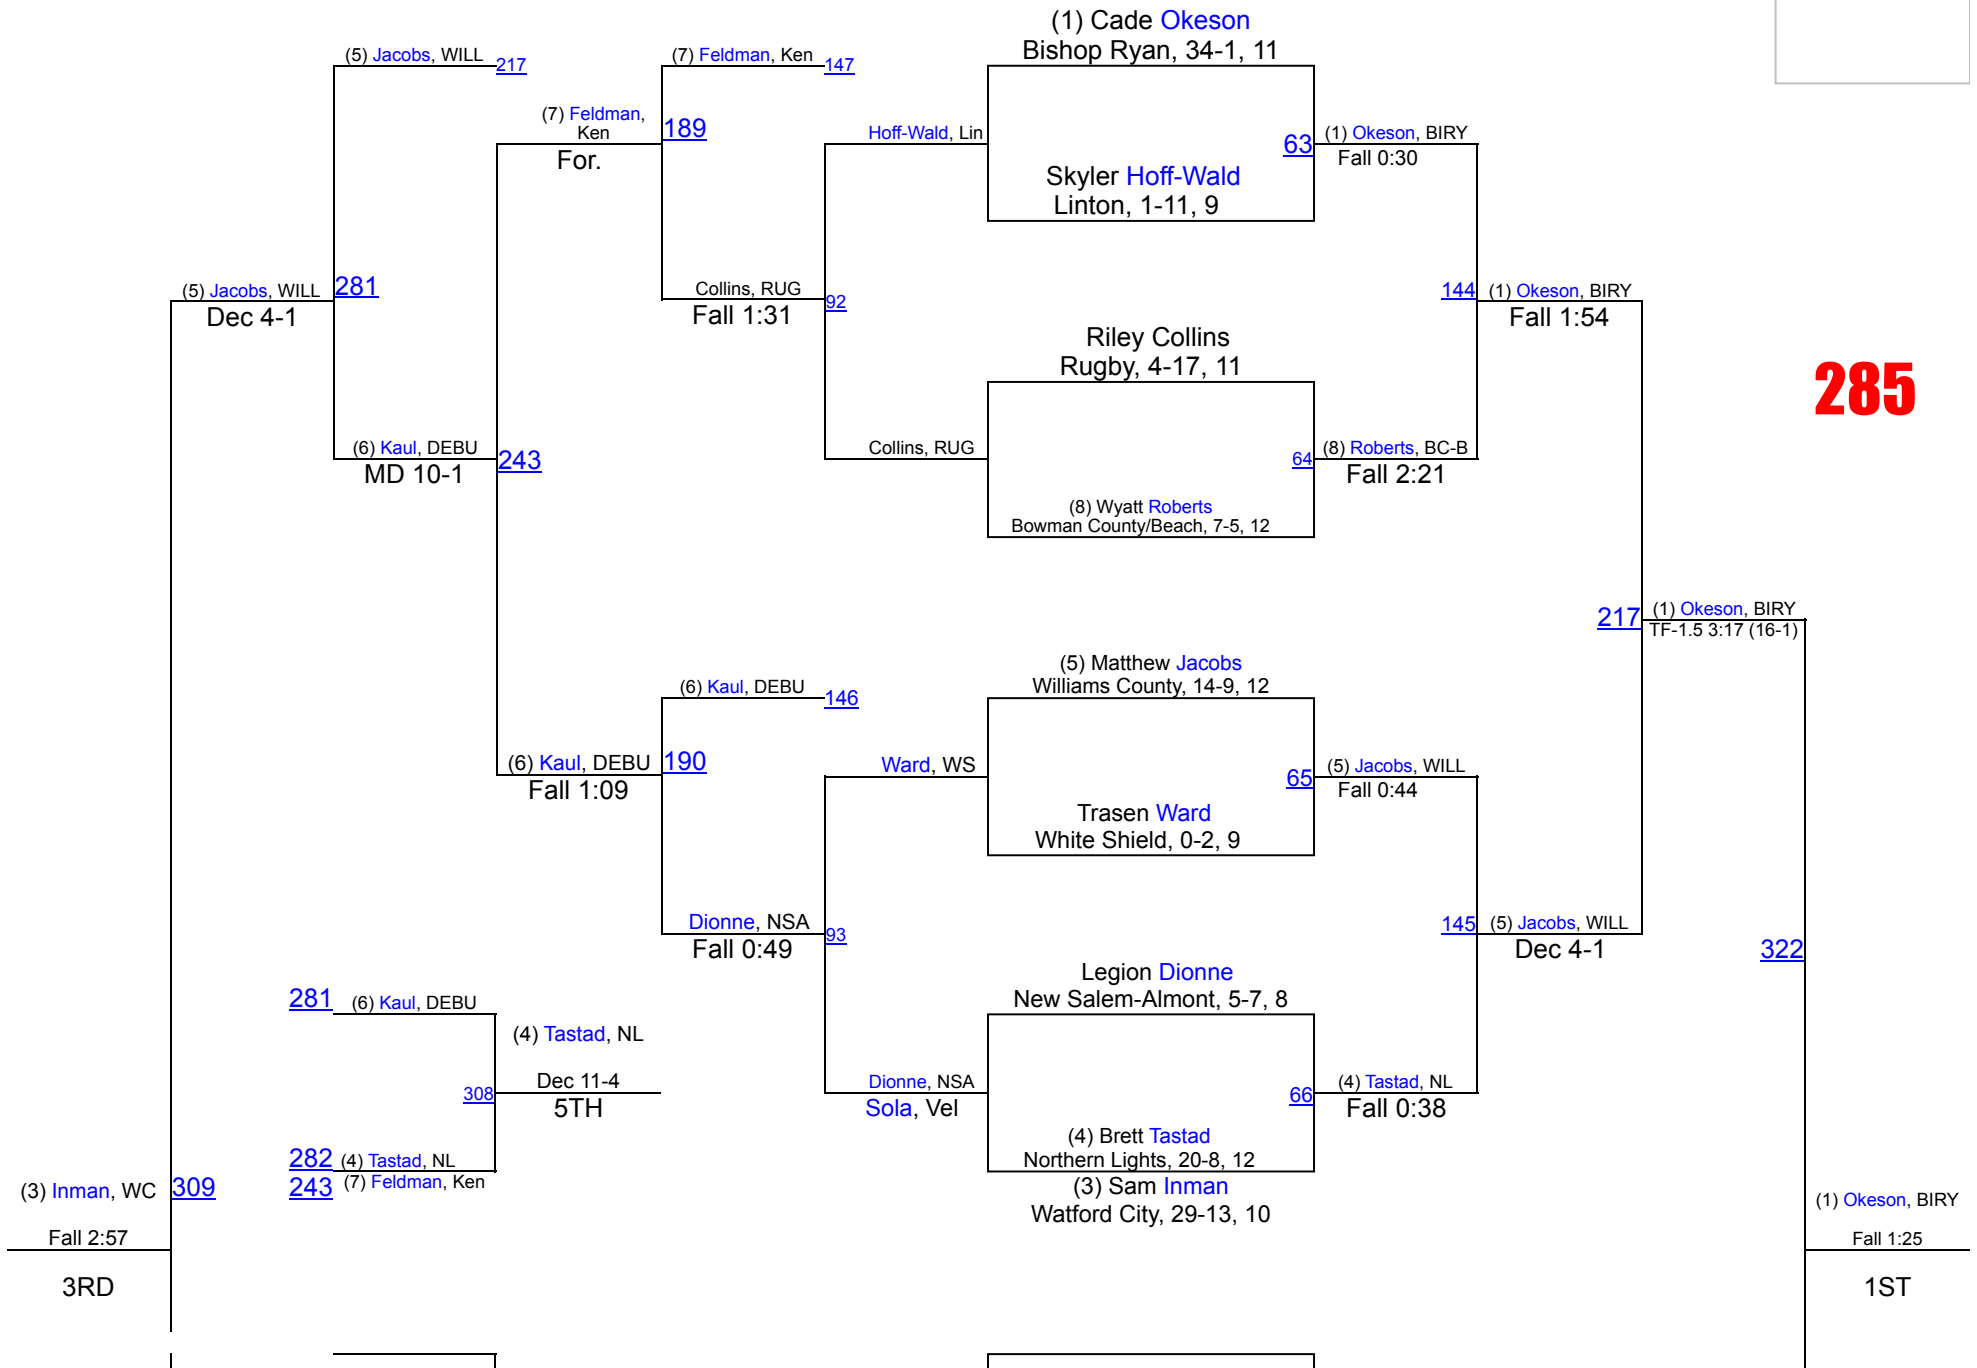 (1) Cade Okeson
Bishop Ryan, 34-1, 11
(5) Jacobs, WILL 217
(7) Feldman, Ken 147
(7) Feldman,
Ken
189
For.
Hoff-Wald, Lin
63
(1) Okeson, BIRY
Fall 0:30
Skyler Hoff-Wald
Linton, 1-11, 9
(5) Jacobs, WILL
281
Dec 4-1
Collins, RUG
Fall 1:31
92
144
(1) Okeson, BIRY
Fall 1:54
Riley Collins
Rugby, 4-17, 11
285
(6) Kaul, DEBU
MD 10-1
243
Collins, RUG
64
(8) Roberts, BC-B
Fall 2:21
(8) Wyatt Roberts
Bowman County/Beach, 7-5, 12
217
(1) Okeson, BIRY
TF-1.5 3:17 (16-1)
(5) Matthew Jacobs
Williams County, 14-9, 12
(6) Kaul, DEBU
146
(6) Kaul, DEBU
190
Fall 1:09
Ward, WS
65
(5) Jacobs, WILL
Fall 0:44
Trasen Ward
White Shield, 0-2, 9
Dionne, NSA
Fall 0:49
93
145
(5) Jacobs, WILL
Dec 4-1
322
Legion Dionne
New Salem-Almont, 5-7, 8
281
(6) Kaul, DEBU
(4) Tastad, NL
Dec 11-4
308
5TH
Dionne, NSA
Sola, Vel
66
(4) Tastad, NL
Fall 0:38
(4) Brett Tastad
Northern Lights, 20-8, 12
282 (4) Tastad, NL
243 (7) Feldman, Ken
(3) Sam Inman
Watford City, 29-13, 10
(3) Inman, WC
309
Fall 2:57
3RD
(1) Okeson, BIRY
Fall 1:25
1ST